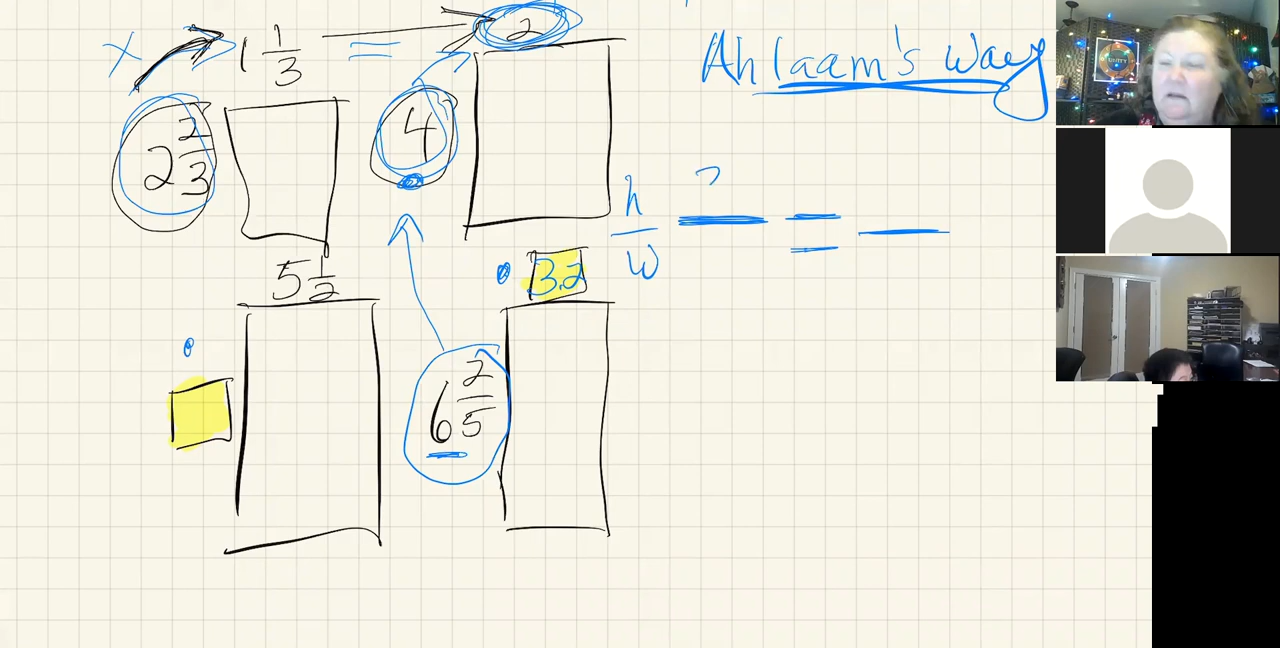 x 1 1/3 = 2
Ahlaam's Way
2 2/3
4
h/w ? =
5 1/2
3.2
6 2/5